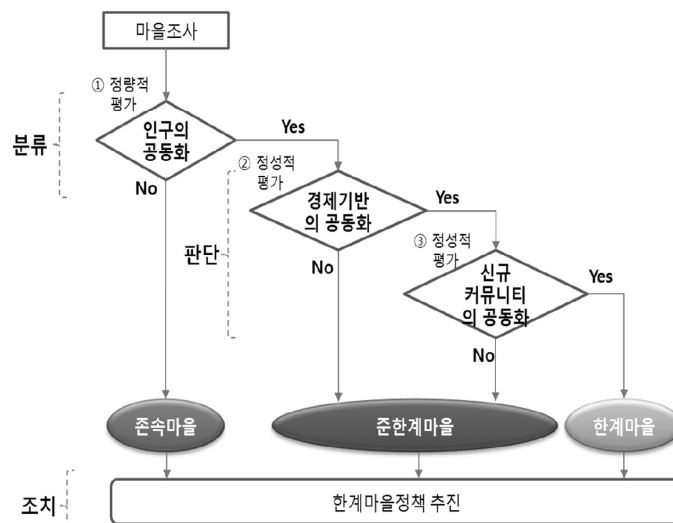 마을조사
① 정량적
평가
분류
인구의
공동화
Yes
No
② 정성적
평가
판단
경제기반
의 공동화
Yes
No
③ 정성적
평가
신규
커뮤니티
의 공동화
Yes
No
존속마을
준한계마을
한계마을
조치
한계마을정책 추진